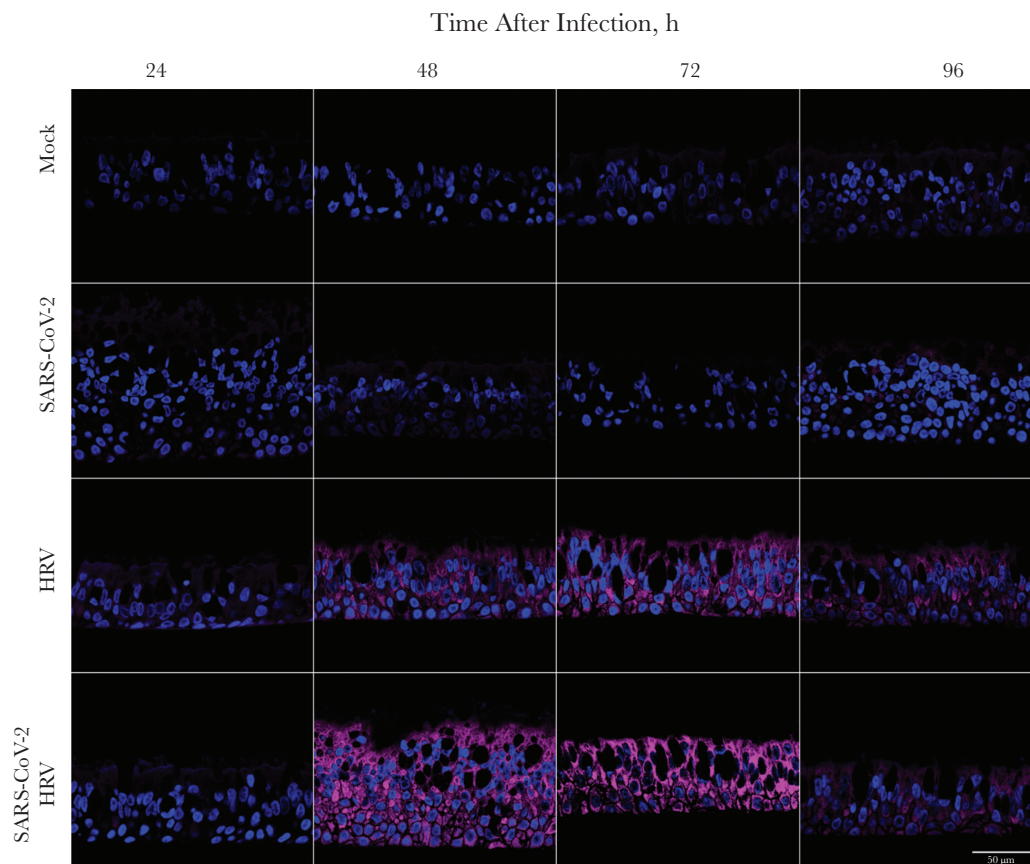 Time After Infection, h
24 48 72 96
Mock
SARS-CoV-2
HRV
SARS-CoV-2
HRV
50 μm